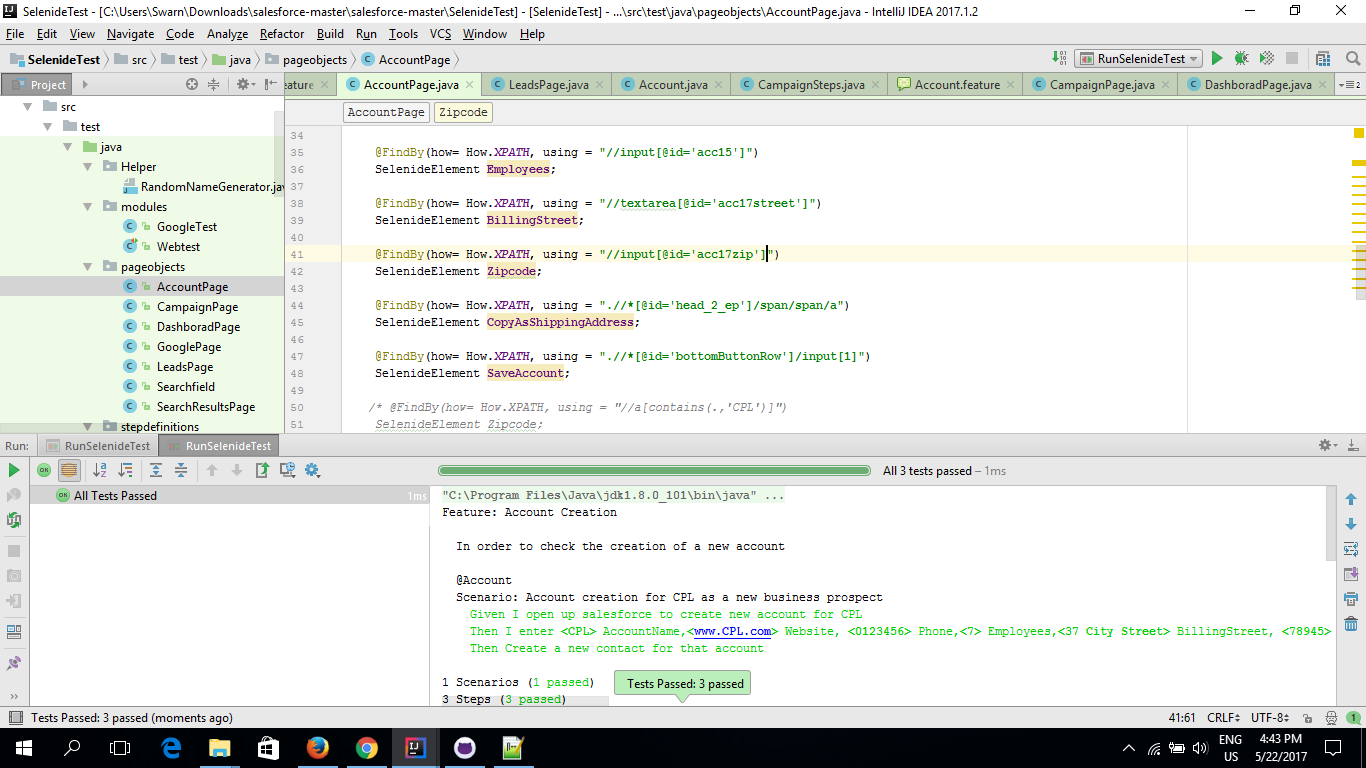 SelenideTest - [C:\Users\Swarn\Downloads\salesforce-master\salesforce-master\SelenideTest] - [SelenideTest] - ...\src\test\java\pageobjects\AccountPage.java - IntelliJ IDEA 2017.1.2
File Edit View Navigate Code Analyze Refactor Build Run Tools VCS Window Help
SelenideTest src test java pageobjects AccountPage RunSelenideTest
Project
eature AccountPage.java LeadsPage.java Account.java CampaignSteps.java Account.feature CampaignPage.java DashboradPage.java
AccountPage Zipcode
src
test
java
Helper
RandomNameGenerator.jav
modules
GoogleTest
Webtest
pageobjects
AccountPage
CampaignPage
DashboradPage
GooglePage
LeadsPage
Searchfield
SearchResultsPage
stepdefinitions
34
35 @FindBy(how= How.XPATH, using = "//input[@id='acc15']")
36 SelenideElement Employees;
37
38 @FindBy(how= How.XPATH, using = "//textarea[@id='acc17street']")
39 SelenideElement BillingStreet;
40
41 @FindBy(how= How.XPATH, using = "//input[@id='acc17zip']")
42 SelenideElement Zipcode;
43
44 @FindBy(how= How.XPATH, using = ".//*[@id='head_2_ep']/span/span/a")
45 SelenideElement CopyAsShippingAddress;
46
47 @FindBy(how= How.XPATH, using = ".//*[@id='bottomButtonRow']/input[1]")
48 SelenideElement SaveAccount;
49
50 /* @FindBy(how= How.XPATH, using = "//a[contains(.,'CPL')]")
51 SelenideElement Zipcode;
Run: RunSelenideTest RunSelenideTest
All 3 tests passed – 1ms
OK All Tests Passed 1ms
"C:\Program Files\Java\jdk1.8.0_101\bin\java" ...
Feature: Account Creation
In order to check the creation of a new account
@Account
Scenario: Account creation for CPL as a new business prospect
Given I open up salesforce to create new account for CPL
Then I enter <CPL> AccountName,<www.CPL.com> Website, <0123456> Phone,<7> Employees,<37 City Street> BillingStreet, <78945>
Then Create a new contact for that account
1 Scenarios (1 passed)
3 Steps (3 passed)
Tests Passed: 3 passed
Tests Passed: 3 passed (moments ago) 41:61 CRLF UTF-8 1
ENG
US
4:43 PM
5/22/2017